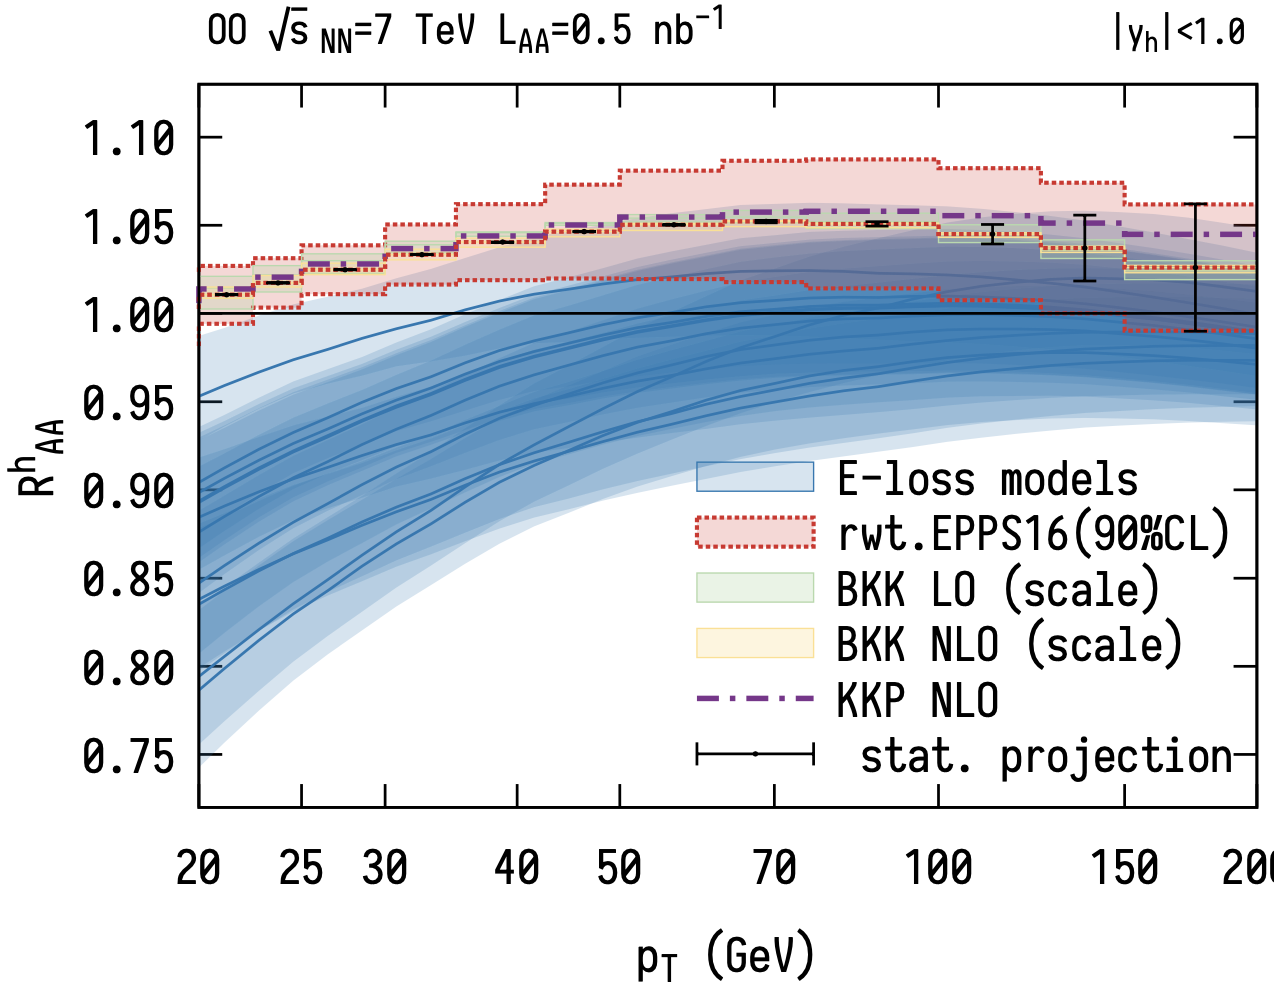 OO √s NN=7 TeV LAA=0.5 nb−1 |yh|<1.0
1.10
1.05
1.00
0.95
0.90
0.85
0.80
0.75
RhAA
E-loss models
rwt.EPPS16(90%CL)
BKK LO (scale)
BKK NLO (scale)
KKP NLO
stat. projection
20 25 30 40 50 70 100 150 200
pT (GeV)